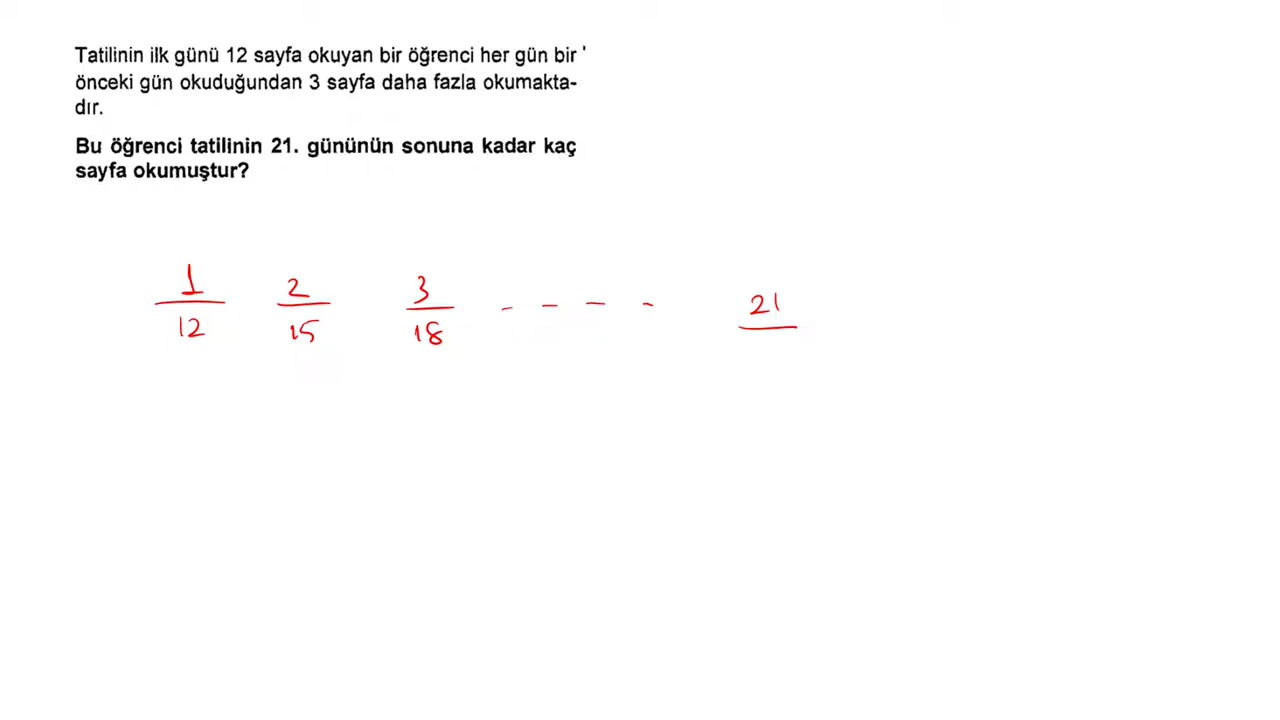 Tatilinin ilk günü 12 sayfa okuyan bir öğrenci her gün bir '
önceki gün okuduğundan 3 sayfa daha fazla okumakta-
dır.
Bu öğrenci tatilinin 21. gününün sonuna kadar kaç
sayfa okumuştur?
1 2 3 - - - - 21
12 15 18